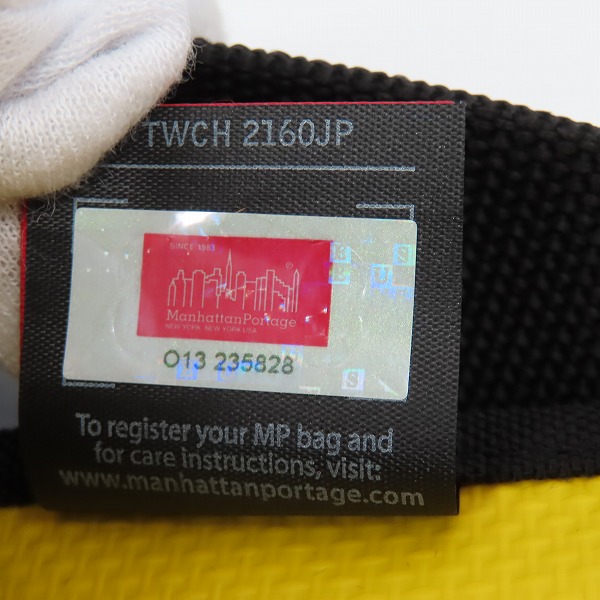 TWCH 2160JP
SINCE 1983
ManhattanPortage
NEW YORK, NEW YORK USA
013 235828
S
To register your MP bag and
for care instructions, visit:
www.manhattanportage.com